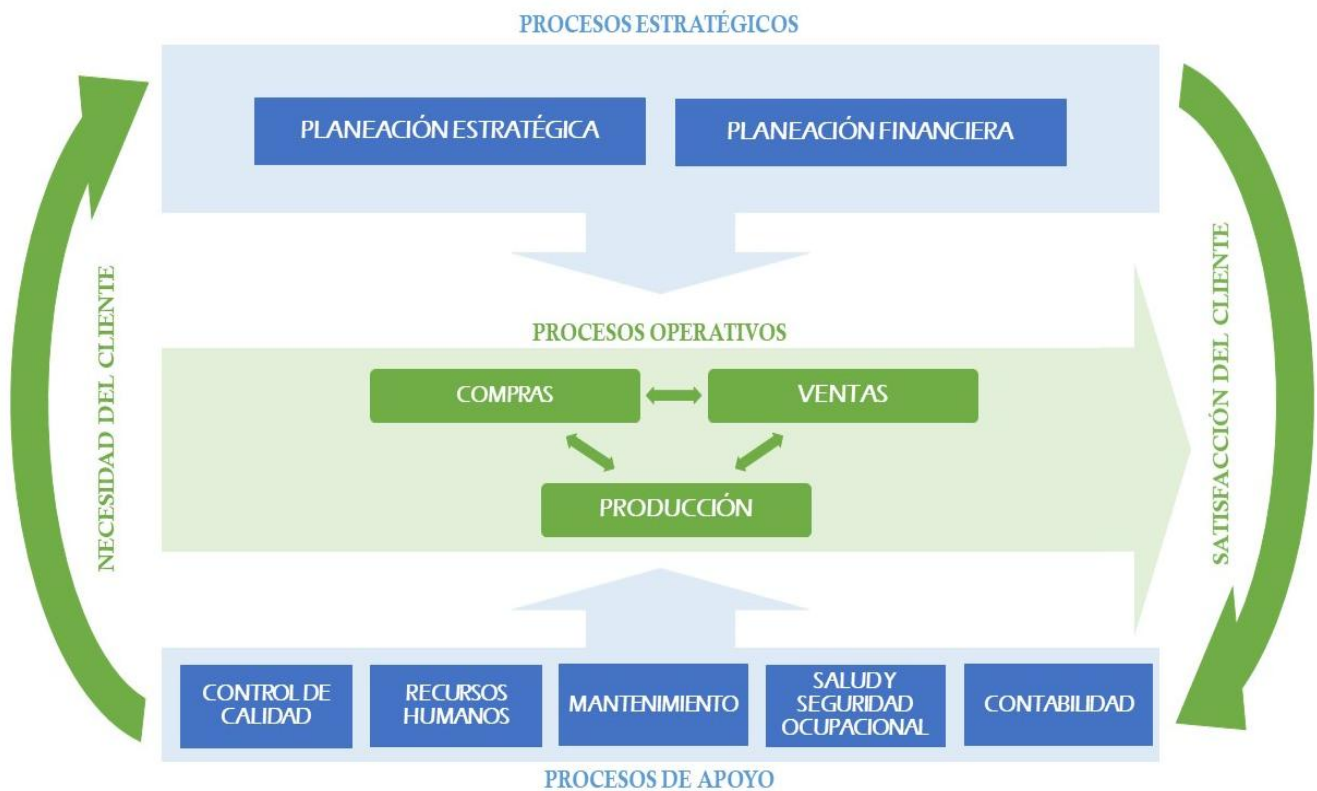 PROCESOS ESTRATÉGICOS
PLANEACIÓN ESTRATÉGICA
PLANEACIÓN FINANCIERA
NECESIDAD DEL CLIENTE
PROCESOS OPERATIVOS
COMPRAS
VENTAS
PRODUCCIÓN
SATISFACCIÓN DEL CLIENTE
CONTROL DE
CALIDAD
RECURSOS
HUMANOS
MANTENIMIENTO
SALUD Y
SEGURIDAD
OCUPACIONAL
CONTABILIDAD
PROCESOS DE APOYO